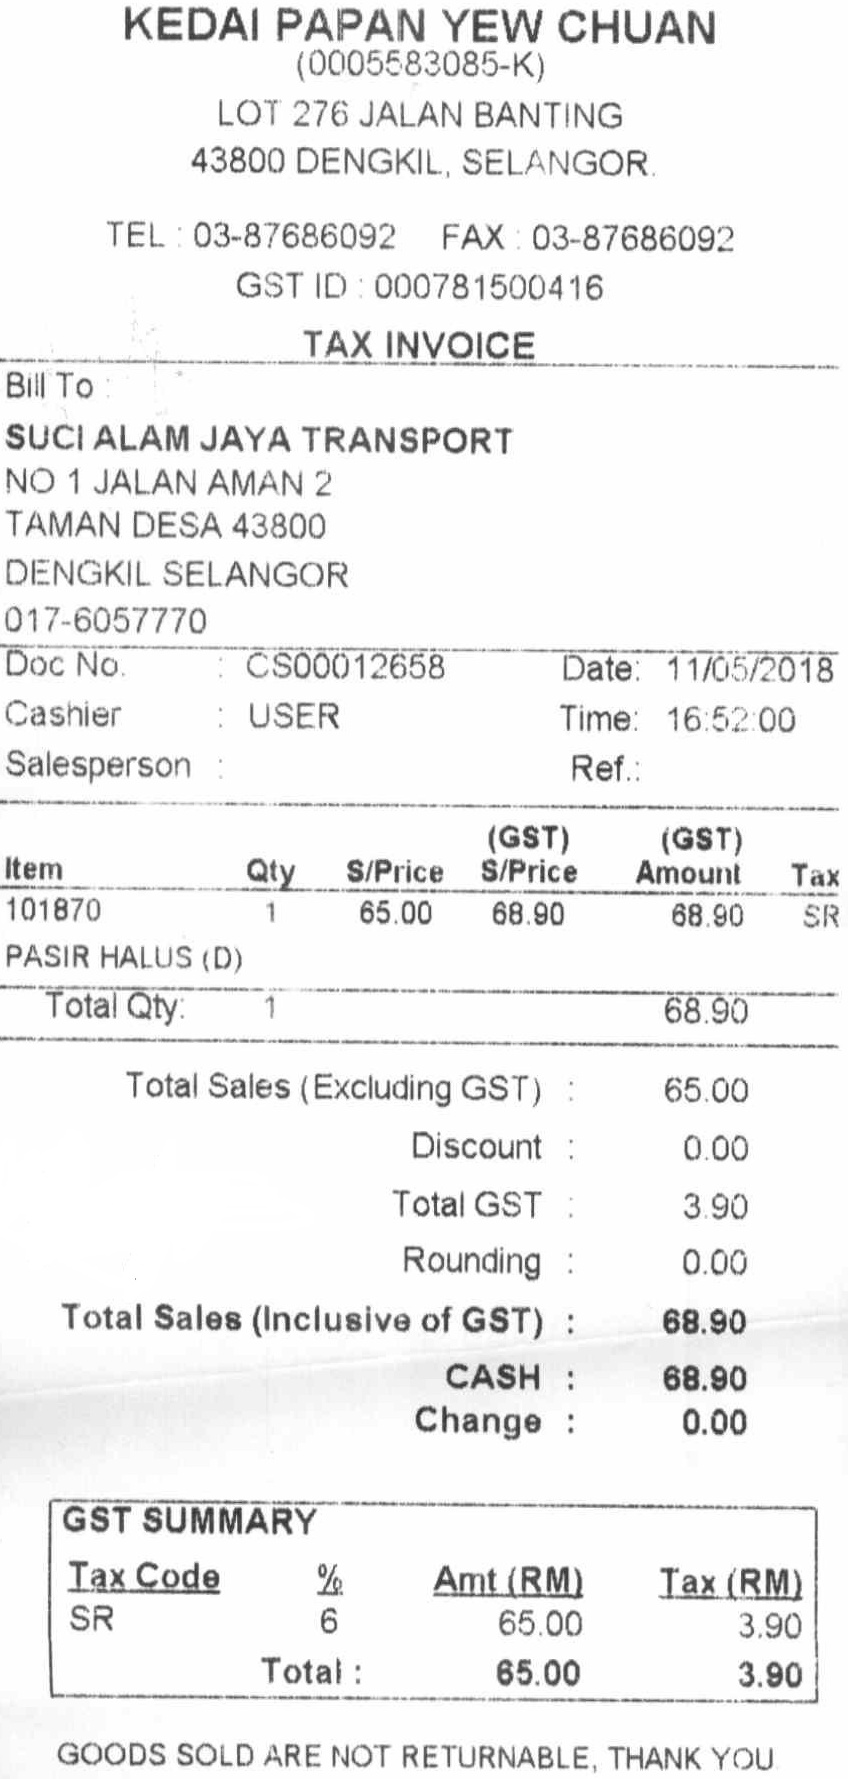 KEDAI PAPAN YEW CHUAN
(0005583085-K)
LOT 276 JALAN BANTING
43800 DENGKIL, SELANGOR.
TEL : 03-87686092 FAX : 03-87686092
GST ID : 000781500416
TAX INVOICE
Bill To :
SUCI ALAM JAYA TRANSPORT
NO 1 JALAN AMAN 2
TAMAN DESA 43800
DENGKIL SELANGOR
017-6057770
Doc No. : CS00012658 Date: 11/05/2018
Cashier : USER Time: 16:52:00
Salesperson : Ref.:
(GST) (GST)
Item Qty S/Price S/Price Amount Tax
101870 1 65.00 68.90 68.90 SR
PASIR HALUS (D)
Total Qty: 1 68.90
Total Sales (Excluding GST) : 65.00
Discount : 0.00
Total GST : 3.90
Rounding : 0.00
Total Sales (Inclusive of GST) : 68.90
CASH : 68.90
Change : 0.00
GST SUMMARY
Tax Code % Amt (RM) Tax (RM)
SR 6 65.00 3.90
Total : 65.00 3.90
GOODS SOLD ARE NOT RETURNABLE, THANK YOU